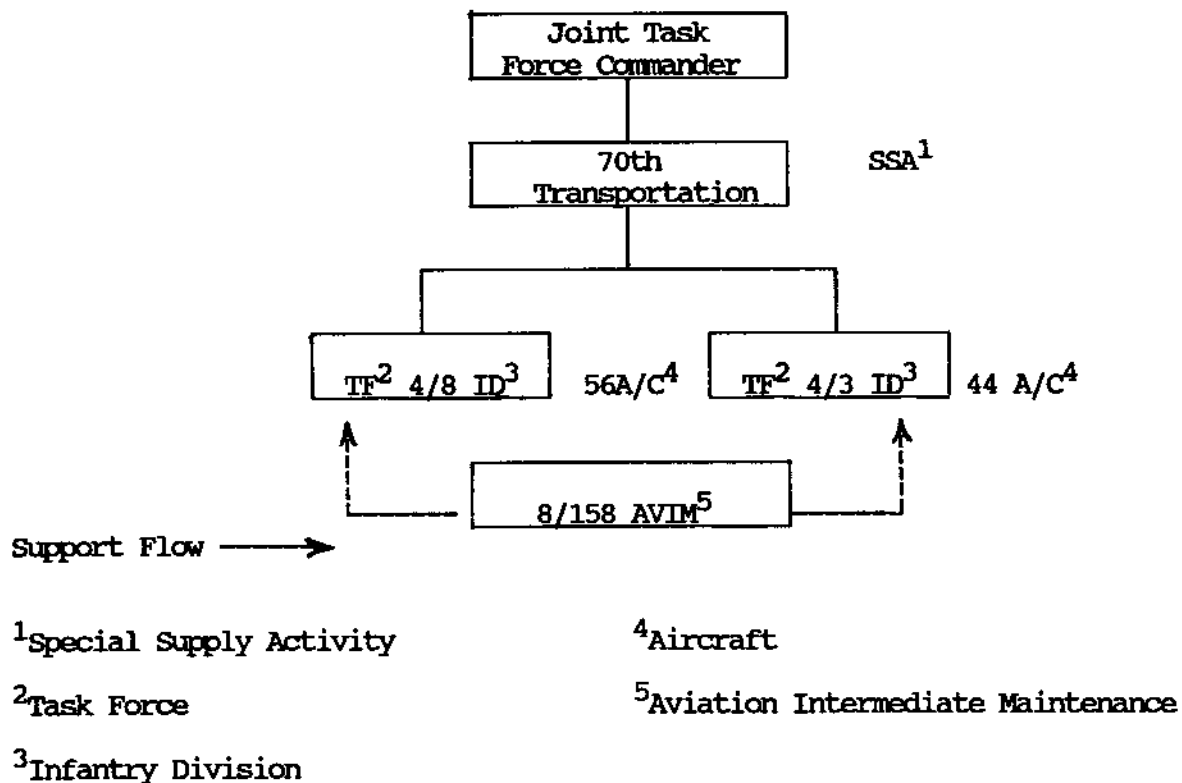 Joint Task
Force Commander
70th
Transportation
SSA¹
TF² 4/8 ID³
56A/C⁴
TF² 4/3 ID³
44 A/C⁴
8/158 AVIM⁵
Support Flow
¹Special Supply Activity
²Task Force
³Infantry Division
⁴Aircraft
⁵Aviation Intermediate Maintenance